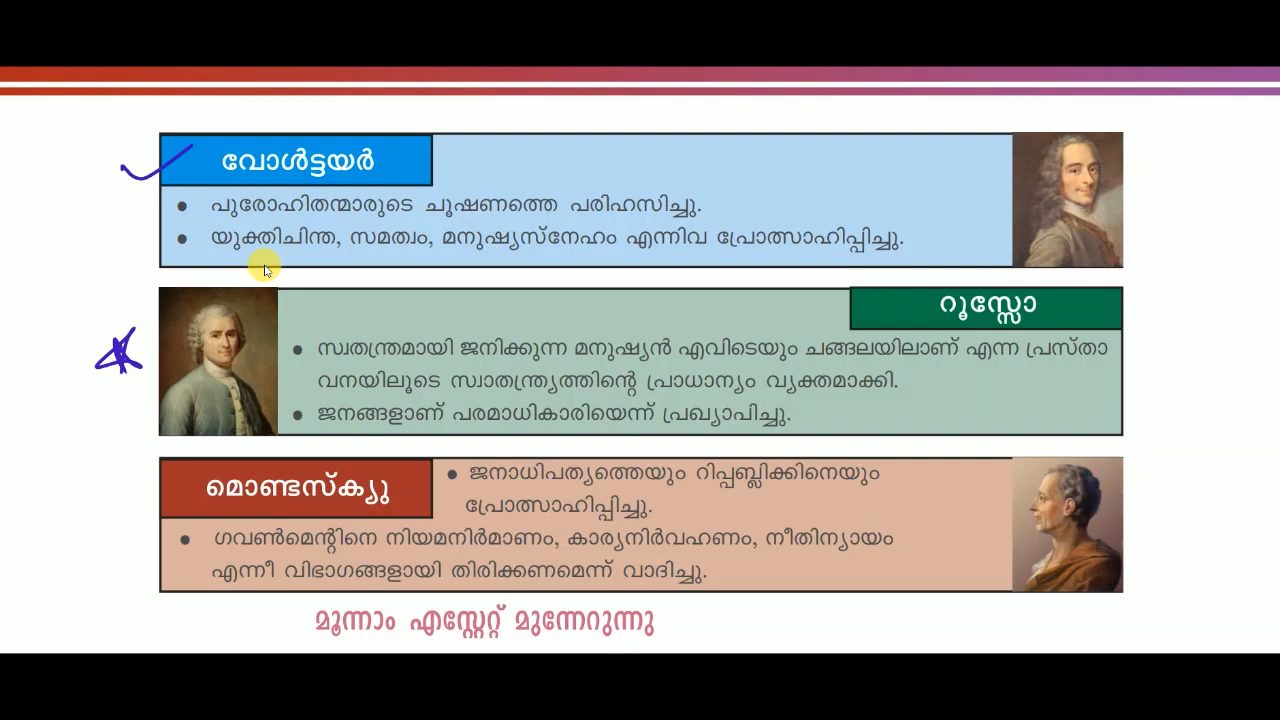 വോൾട്ടയർ
● പുരോഹിതന്മാരുടെ ചൂഷണത്തെ പരിഹസിച്ചു.
● യുക്തിചിന്ത, സമത്വം, മനുഷ്യസ്നേഹം എന്നിവ പ്രോത്സാഹിപ്പിച്ചു.
റൂസ്സോ
● സ്വതന്ത്രമായി ജനിക്കുന്ന മനുഷ്യൻ എവിടെയും ചങ്ങലയിലാണ് എന്ന പ്രസ്താ
വനയിലൂടെ സ്വാതന്ത്ര്യത്തിന്റെ പ്രാധാന്യം വ്യക്തമാക്കി.
● ജനങ്ങളാണ് പരമാധികാരിയെന്ന് പ്രഖ്യാപിച്ചു.
മൊണ്ടസ്ക്യു
● ജനാധിപത്യത്തെയും റിപ്പബ്ലിക്കിനെയും
പ്രോത്സാഹിപ്പിച്ചു.
● ഗവൺമെന്റിനെ നിയമനിർമാണം, കാര്യനിർവഹണം, നീതിന്യായം
എന്നീ വിഭാഗങ്ങളായി തിരിക്കണമെന്ന് വാദിച്ചു.
മൂന്നാം എസ്റ്റേറ്റ് മുന്നേറുന്നു